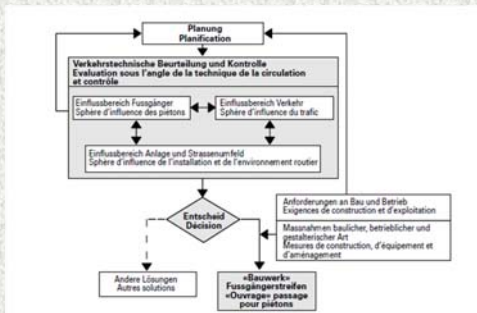 Planung
Planification
Verkehrstechnische Beurteilung und Kontrolle
Evaluation sous l'angle de la technique de la circulation
et contrôle
Einflussbereich Fussgänger
Sphère d'influence des piétons
Einflussbereich Verkehr
Sphère d'influence du trafic
Einflussbereich Anlage und Strassenumfeld
Sphère d'influence de l'installation et de l'environnement routier
Entscheid
Décision
Anforderungen an Bau und Betrieb
Exigences de construction et d'exploitation
Massnahmen baulicher, betrieblicher und
gestalterischer Art
Mesures de construction, d'équipement et
d'aménagement
Andere Lösungen
Autres solutions
«Bauwerk»
Fussgängerstreifen
«Ouvrage» passage
pour piétons